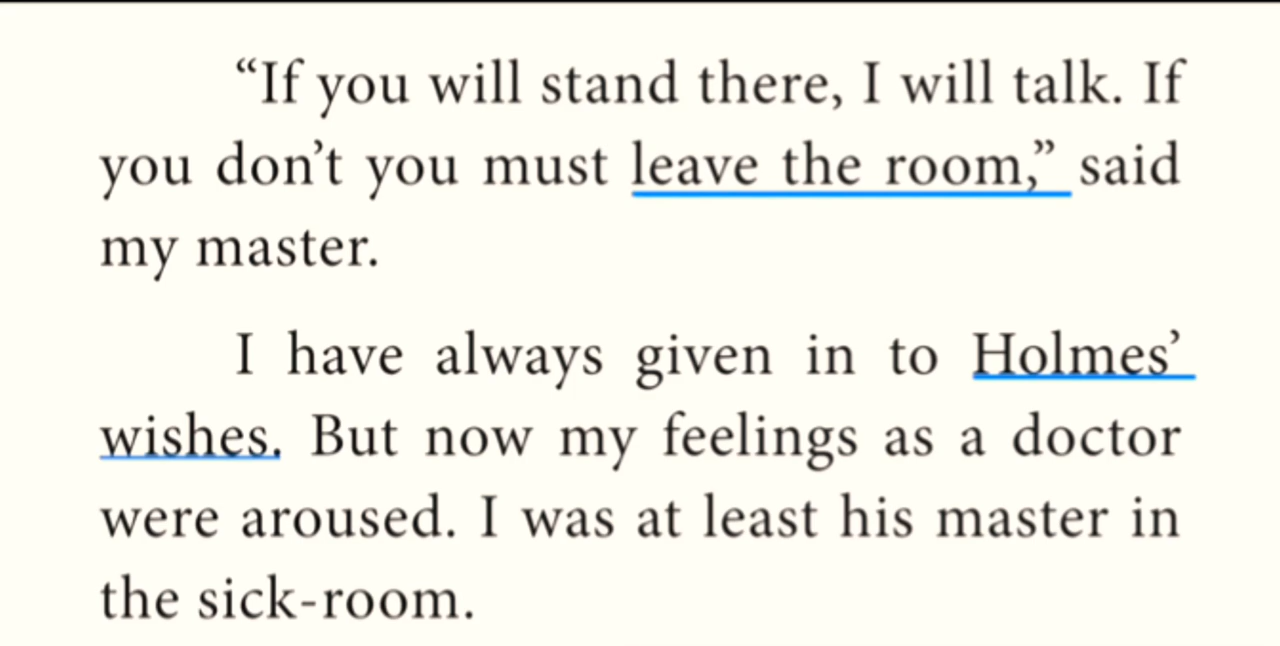 “If you will stand there, I will talk. If
you don’t you must leave the room,” said
my master.
I have always given in to Holmes’
wishes. But now my feelings as a doctor
were aroused. I was at least his master in
the sick-room.